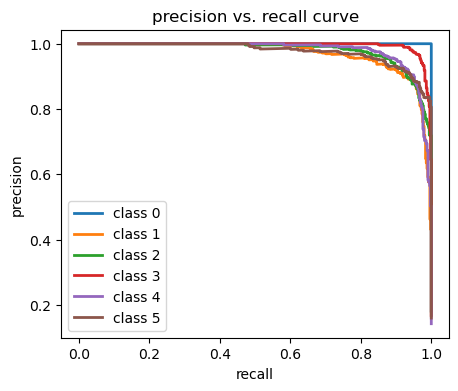 precision vs. recall curve
precision
1.0
0.8
0.6
0.4
0.2
class 0
class 1
class 2
class 3
class 4
class 5
0.0 0.2 0.4 0.6 0.8 1.0
recall